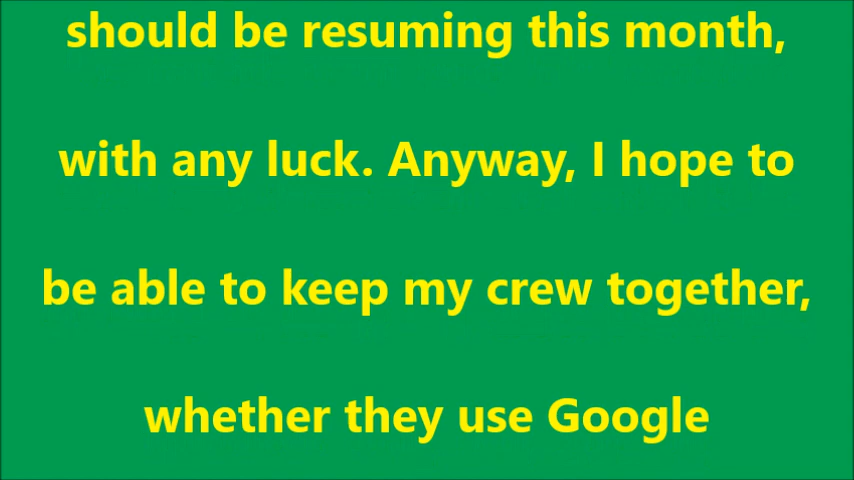 should be resuming this month,
with any luck. Anyway, I hope to
be able to keep my crew together,
whether they use Google